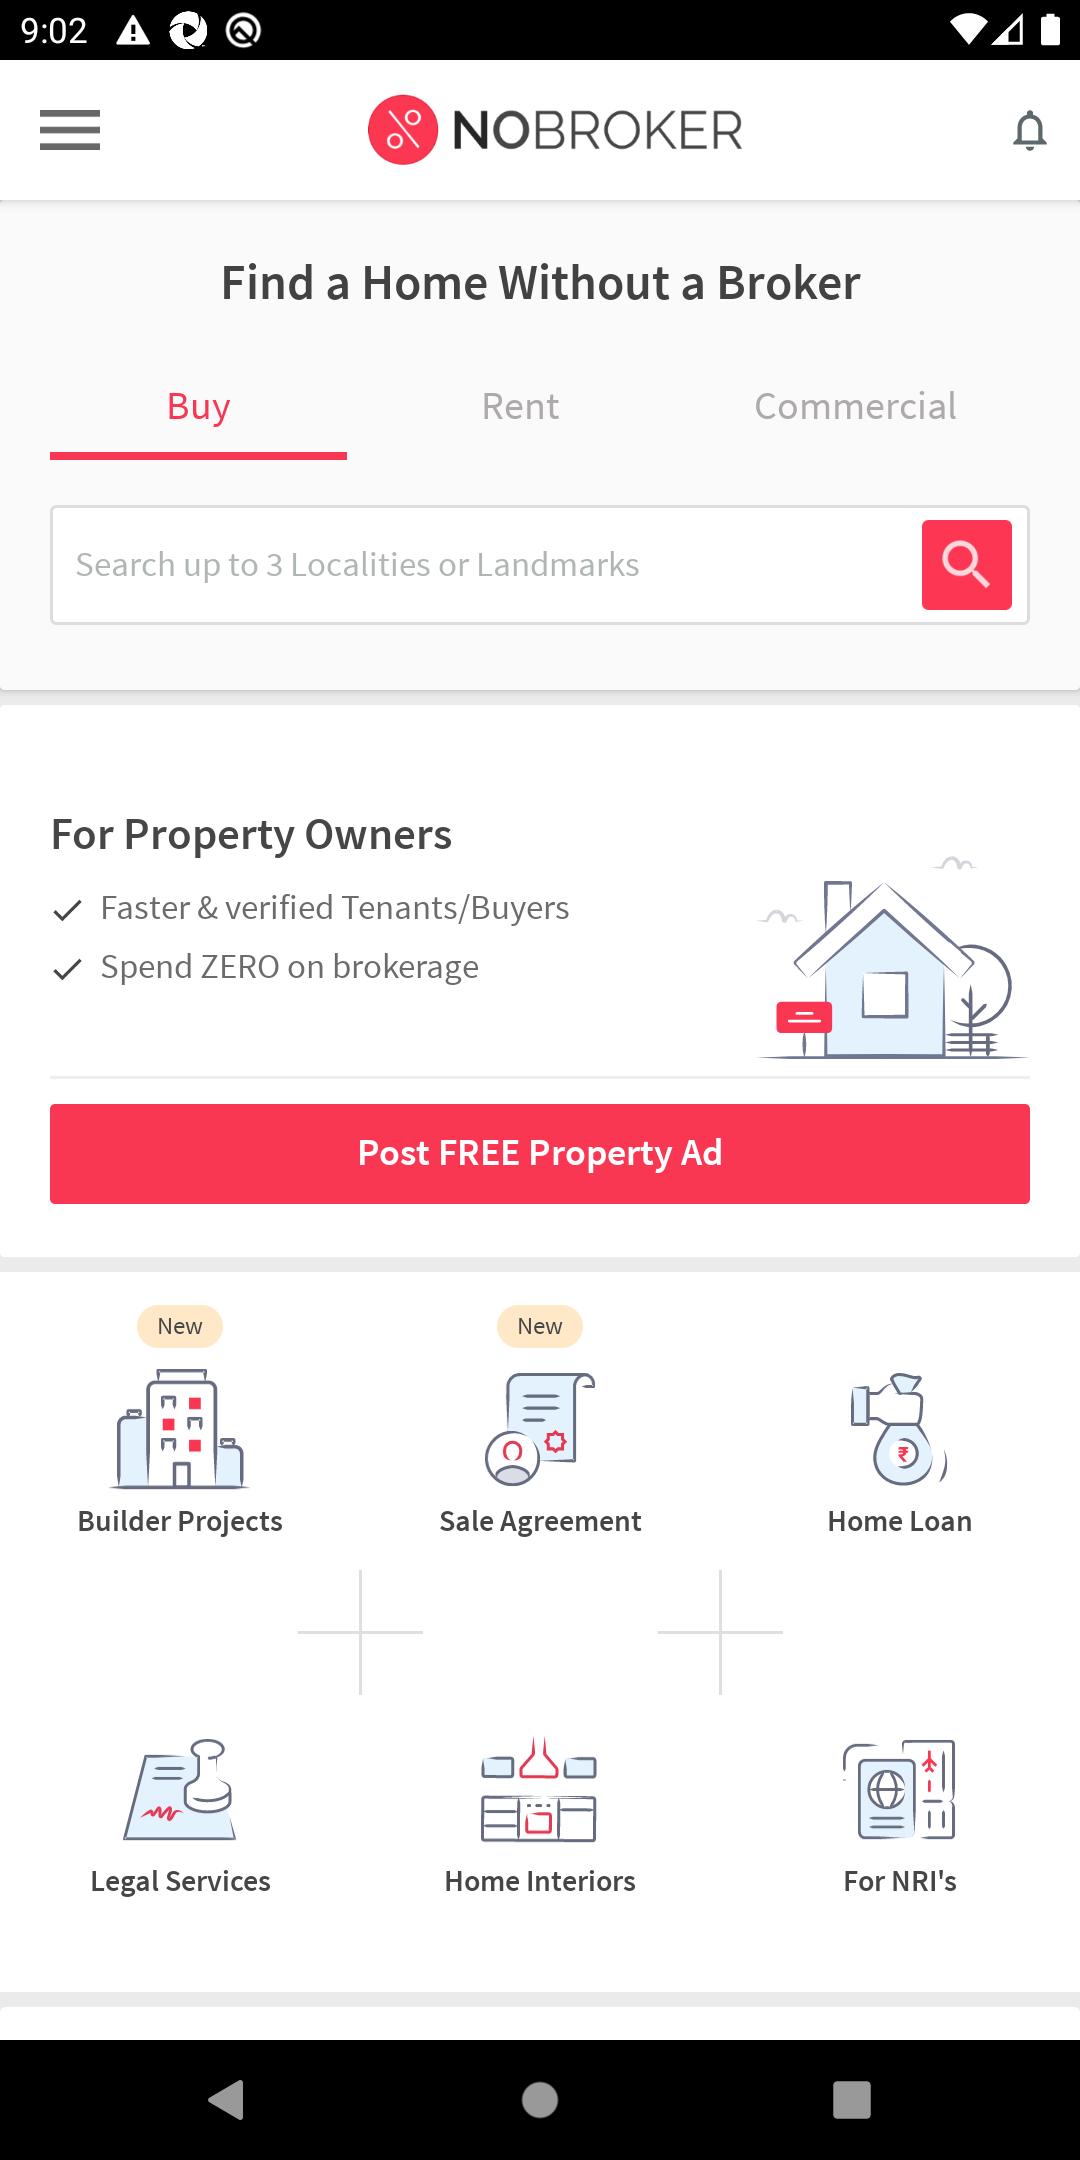 9:02
NOBROKER
Find a Home Without a Broker
Buy Rent Commercial
Search up to 3 Localities or Landmarks
For Property Owners
Faster & verified Tenants/Buyers
Spend ZERO on brokerage
Post FREE Property Ad
New New
Builder Projects Sale Agreement Home Loan
Legal Services Home Interiors For NRI's